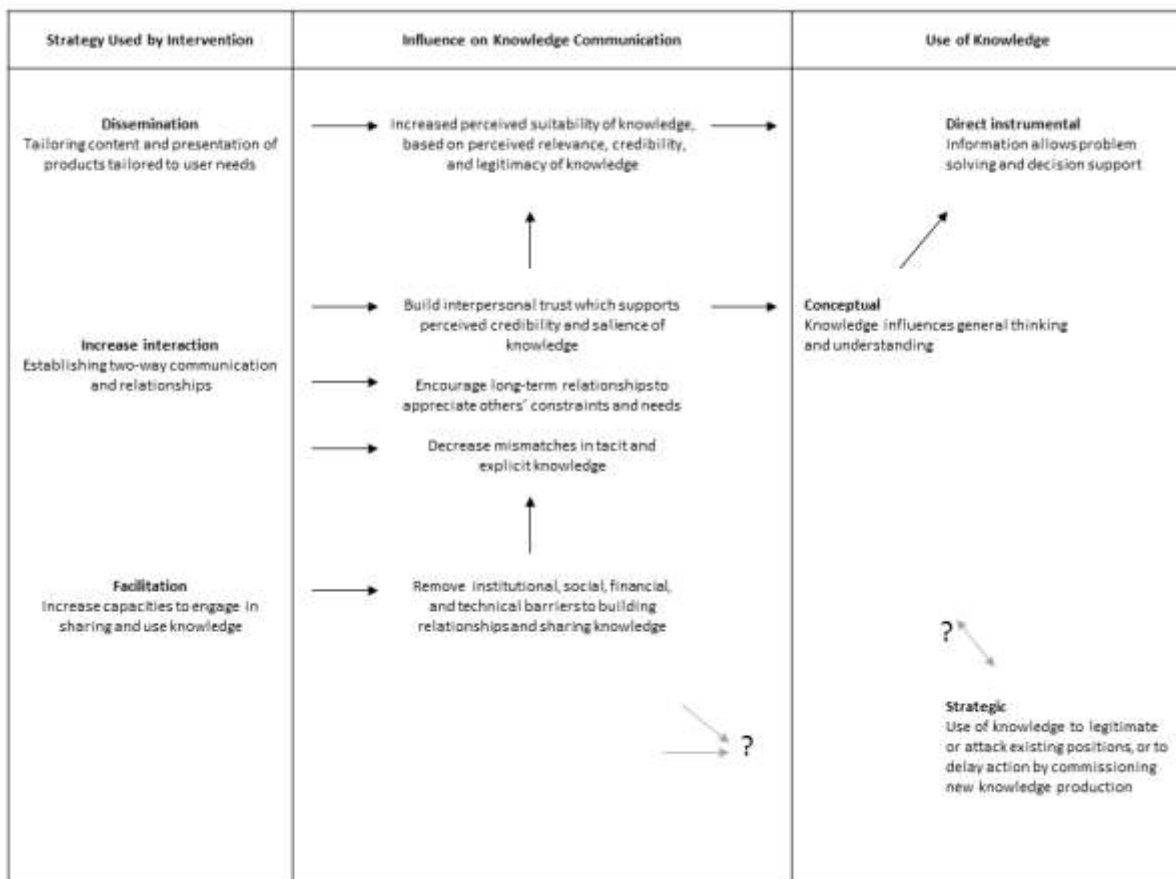 Strategy Used by Intervention
Influence on Knowledge Communication
Use of Knowledge
Dissemination
Tailoring content and presentation of
products tailored to user needs
Increased perceived suitability of knowledge,
based on perceived relevance, credibility,
and legitimacy of knowledge
Direct instrumental
Information allows problem
solving and decision support
Increase interaction
Establishing two-way communication
and relationships
Build interpersonal trust which supports
perceived credibility and salience of
knowledge
Encourage long-term relationships to
appreciate others' constraints and needs
Decrease mismatches in tacit and
explicit knowledge
Conceptual
Knowledge influences general thinking
and understanding
Facilitation
Increase capacities to engage in
sharing and use knowledge
Remove institutional, social, financial,
and technical barriers to building
relationships and sharing knowledge
?
?
Strategic
Use of knowledge to legitimate
or attack existing positions, or to
delay action by commissioning
new knowledge production